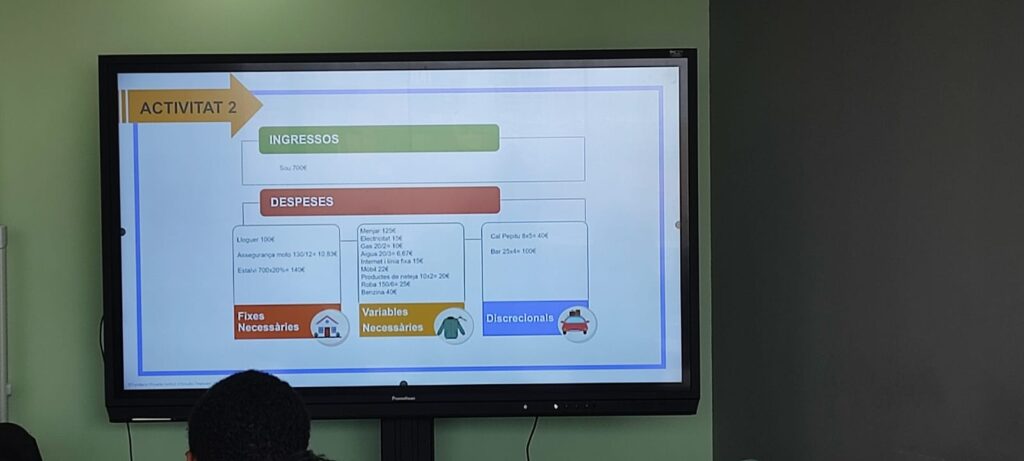 ACTIVITAT 2
INGRESSOS
Sou 700€
DESPESES
Lloguer 100€
Assegurança moto 130/12= 10,83€
Estalvi 700x20%= 140€
Fixes
Necessàries
Menjar 125€
Electricitat 15€
Gas 20/2= 10€
Aigua 20/3= 6,67€
Internet i línia fixa 15€
Mòbil 22€
Productes de neteja 10x2= 20€
Roba 150/6= 25€
Benzina 40€
Variables
Necessàries
Cal Pepitu 8x5= 40€
Bar 25x4= 100€
Discrecionals
Promethean